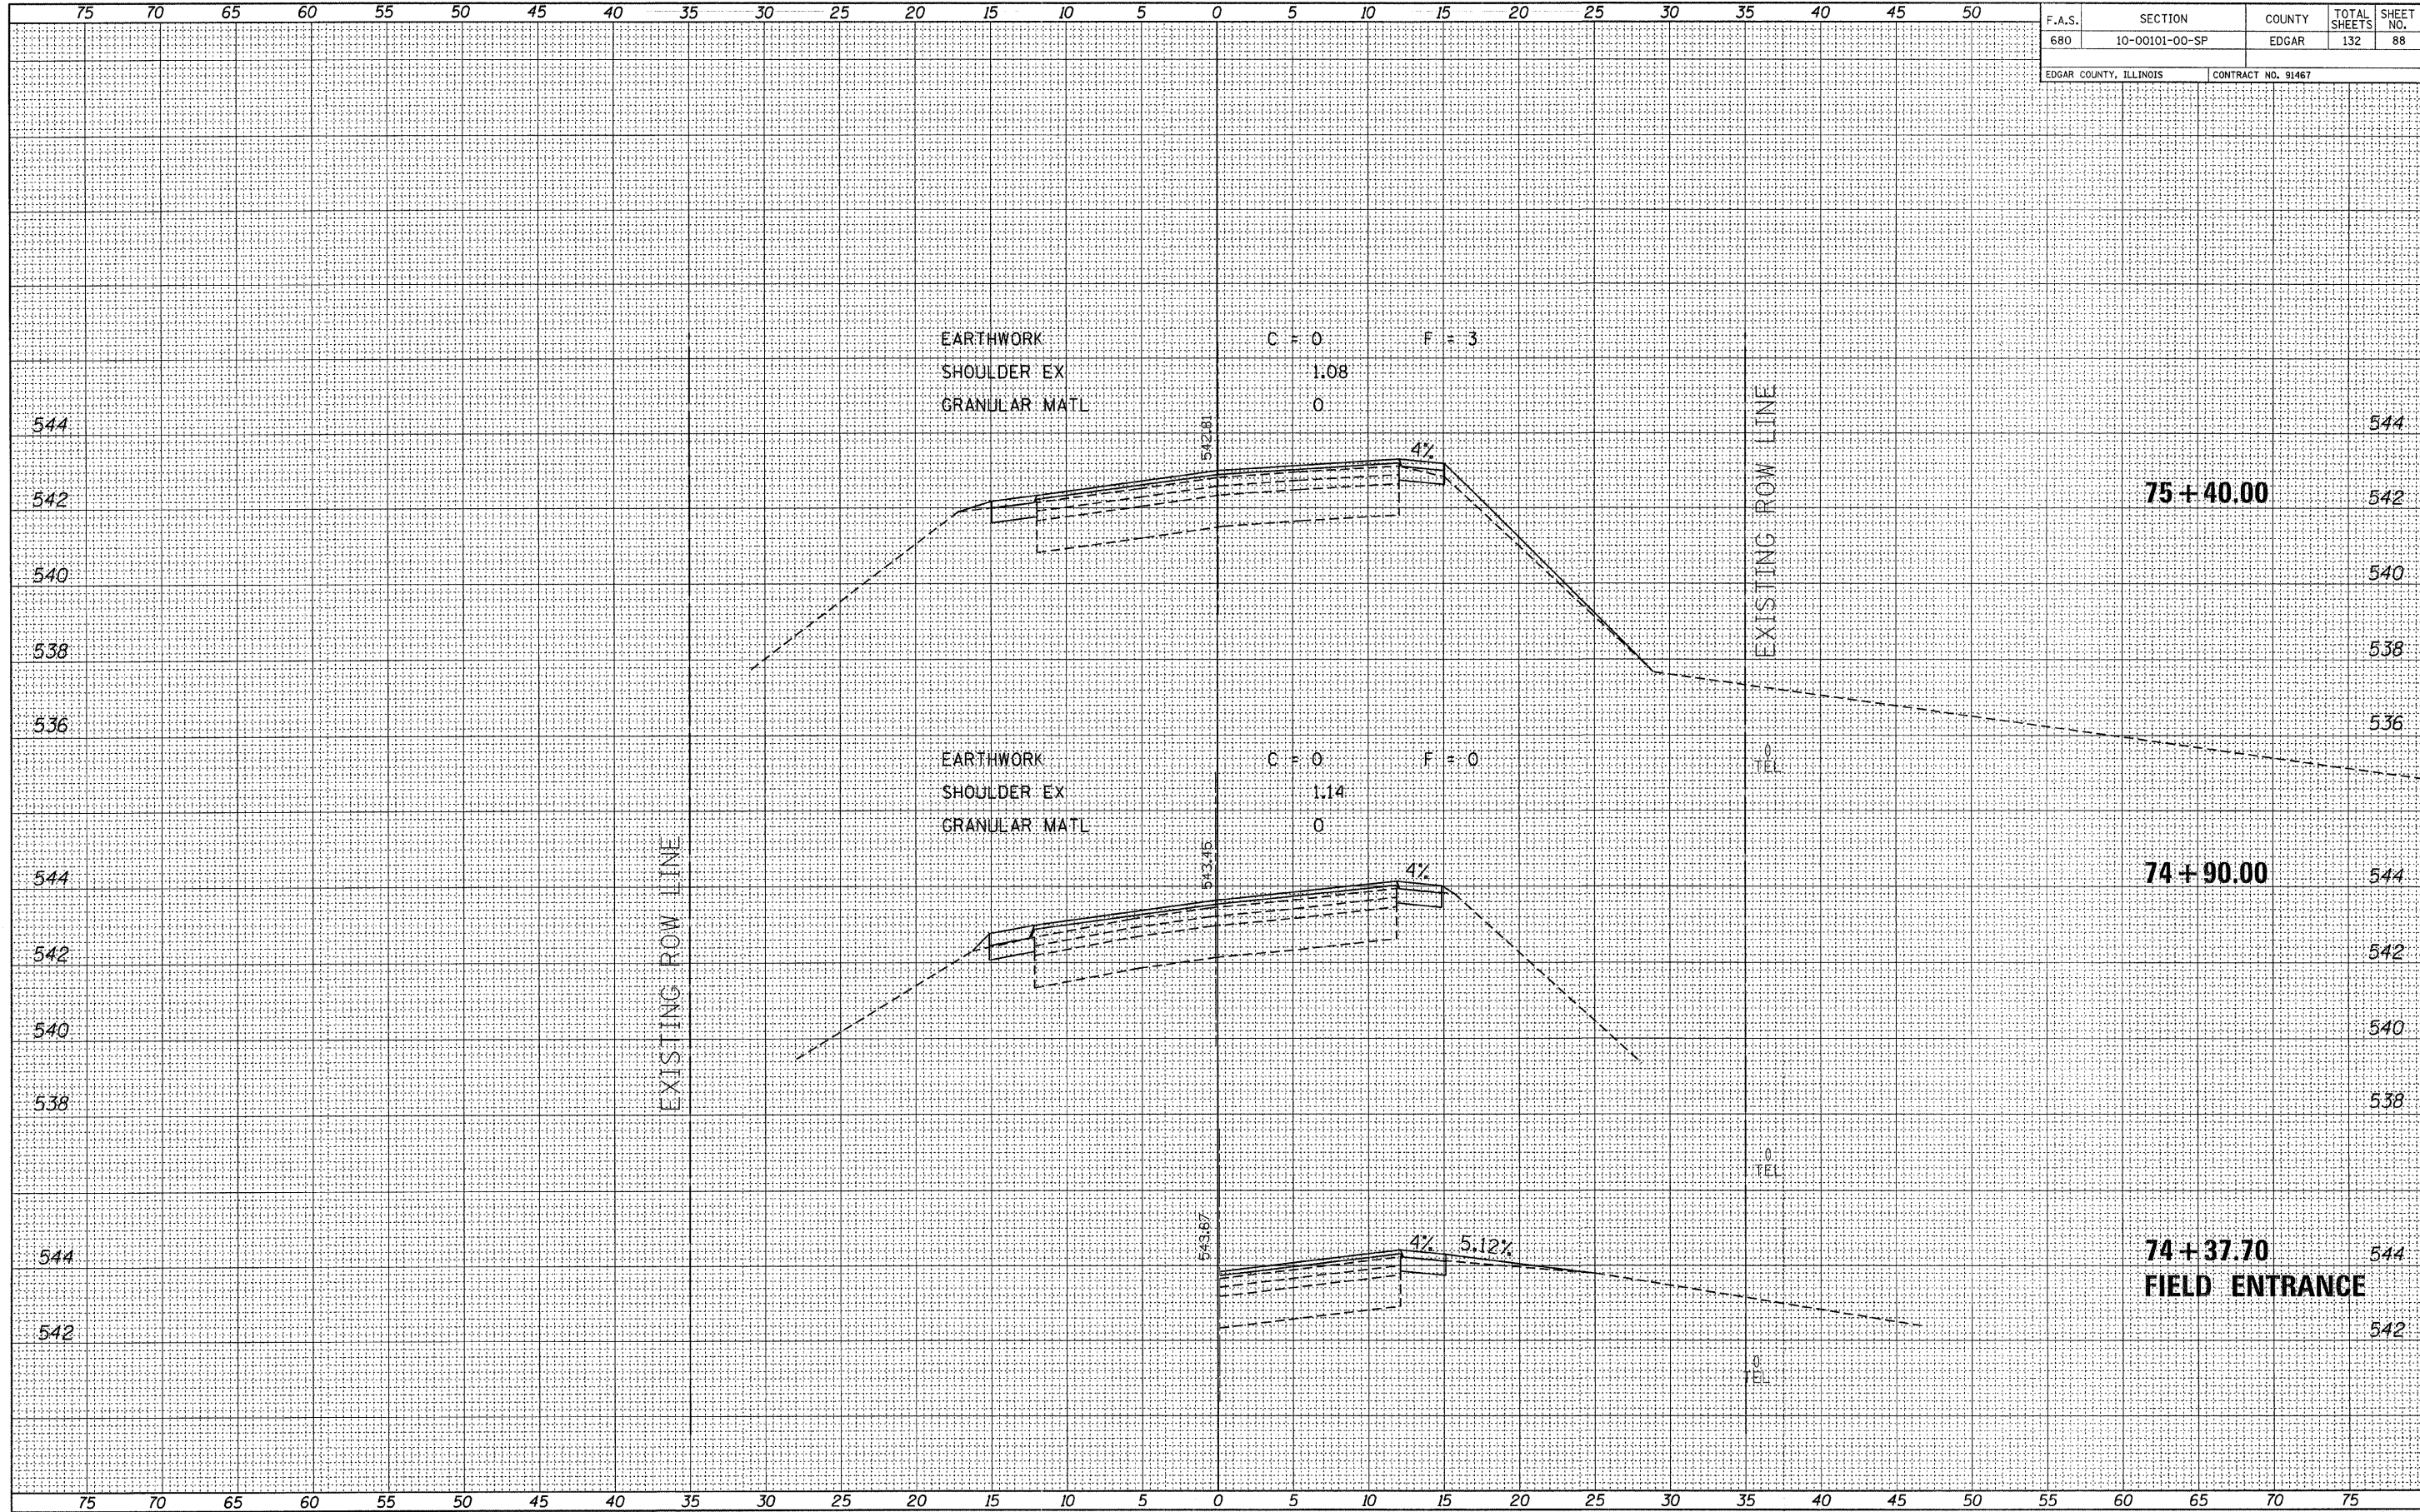 75 70 65 60 55 50 45 40 35 30 25 20 15 10 5 0 5 10 15 20 25 30 35 40 45 50
F.A.S. SECTION COUNTY TOTAL SHEETS SHEET NO.
680 10-00101-00-SP EDGAR 132 88
EDGAR COUNTY, ILLINOIS CONTRACT NO. 91467
EARTHWORK C = 0 F = 3
SHOULDER EX 1.08
GRANULAR MATL 0
EXISTING ROW LINE
542.81
4%
544 544
75+40.00
542 542
540 540
538 538
536 536
0
TEL
EARTHWORK C = 0 F = 0
SHOULDER EX 1.14
GRANULAR MATL 0
EXISTING ROW LINE
543.45
4%
74+90.00
544 544
542 542
540 540
538 538
0
TEL
543.67
4% 5.12%
74+37.70
FIELD ENTRANCE
544 544
542 542
0
TEL
75 70 65 60 55 50 45 40 35 30 25 20 15 10 5 0 5 10 15 20 25 30 35 40 45 50 55 60 65 70 75